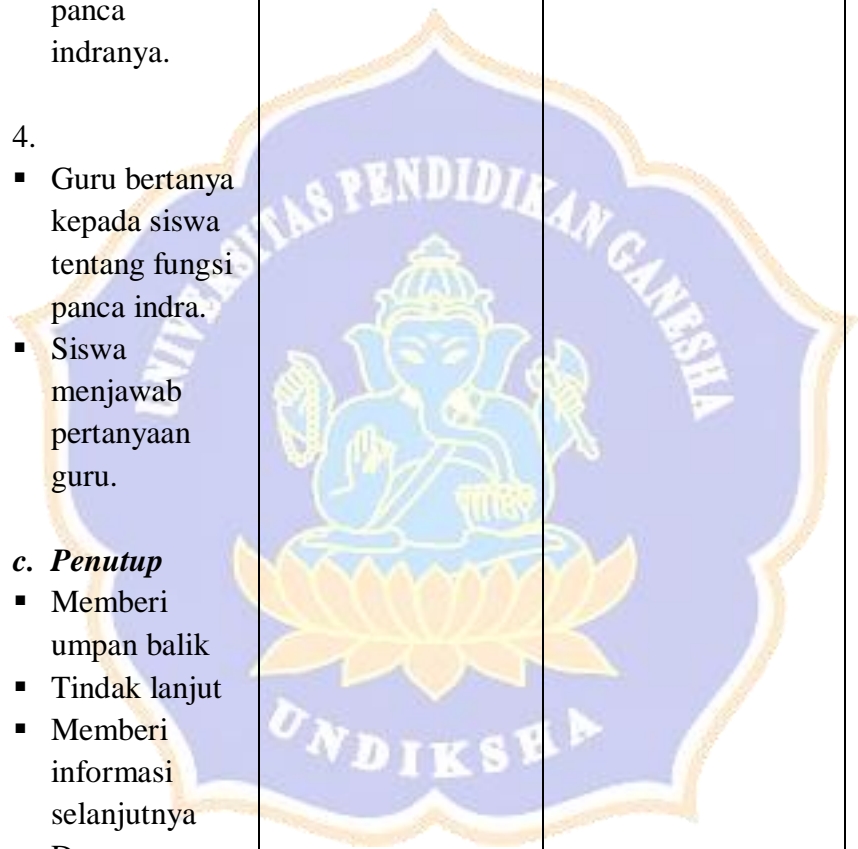 panca
indranya.
4.
▪ Guru bertanya
kepada siswa
tentang fungsi
panca indra.
▪ Siswa
menjawab
pertanyaan
guru.
c. Penutup
▪ Memberi
umpan balik
▪ Tindak lanjut
▪ Memberi
informasi
selanjutnya
UNIVERSITAS PENDIDIKAN GANESHA
UNDIKSHA